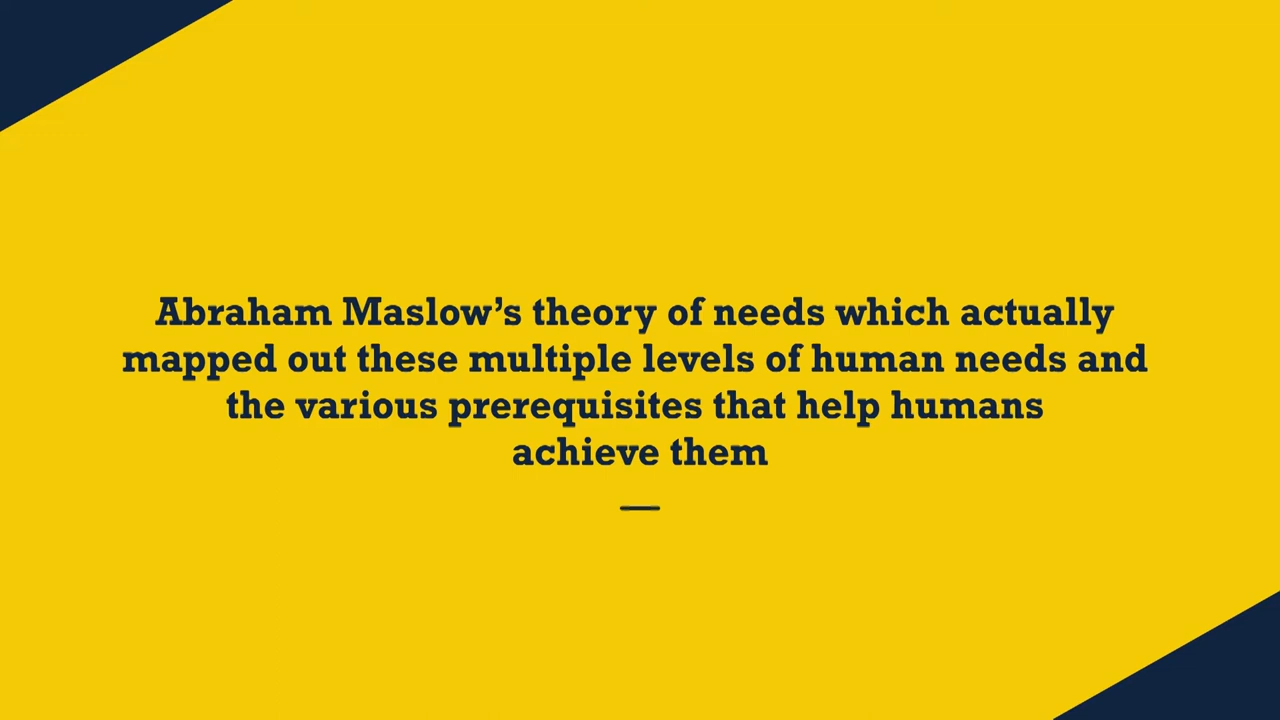 Abraham Maslow’s theory of needs which actually
mapped out these multiple levels of human needs and
the various prerequisites that help humans
achieve them